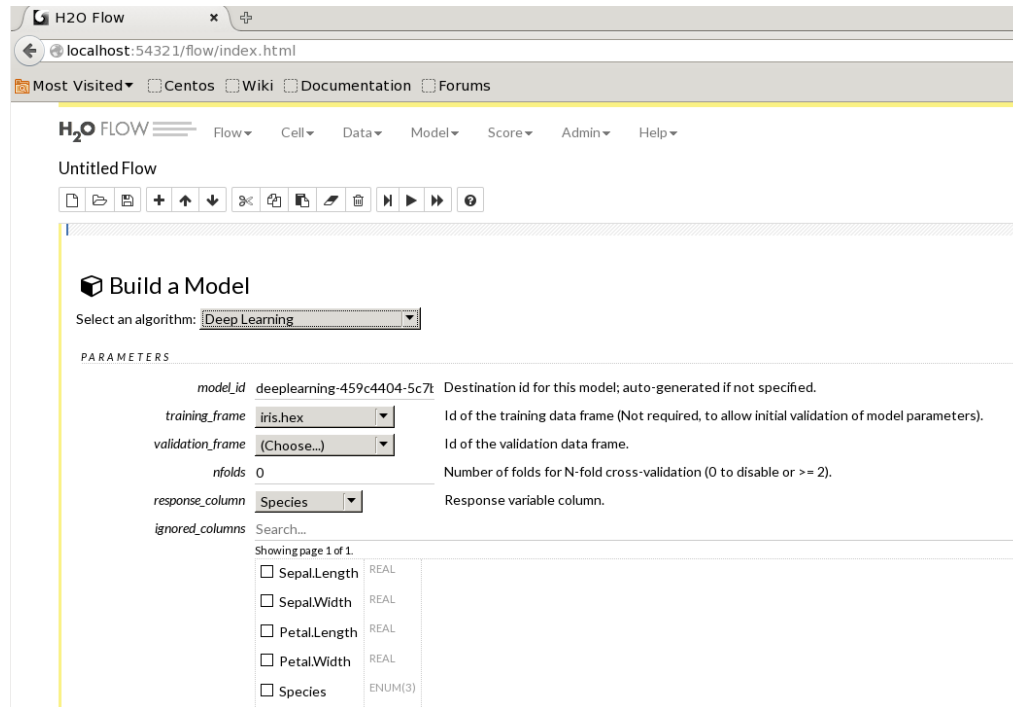 H2O Flow
localhost:54321/flow/index.html
Most Visited Centos Wiki Documentation Forums
H2O FLOW Flow Cell Data Model Score Admin Help
Untitled Flow
Build a Model
Select an algorithm: Deep Learning
PARAMETERS
model_id deeplearning-459c4404-5c7b Destination id for this model; auto-generated if not specified.
training_frame iris.hex Id of the training data frame (Not required, to allow initial validation of model parameters).
validation_frame (Choose...) Id of the validation data frame.
nfolds 0 Number of folds for N-fold cross-validation (0 to disable or >= 2).
response_column Species Response variable column.
ignored_columns Search...
Showing page 1 of 1.
Sepal.Length REAL
Sepal.Width REAL
Petal.Length REAL
Petal.Width REAL
Species ENUM(3)